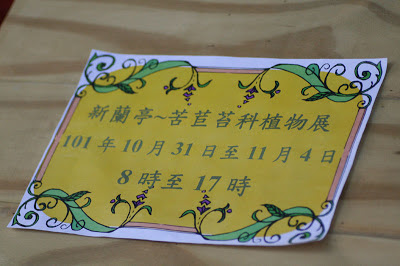 新蘭亭~苦苣苔科植物展
101 年 10 月 31 日至 11 月 4 日
8 時至 17 時